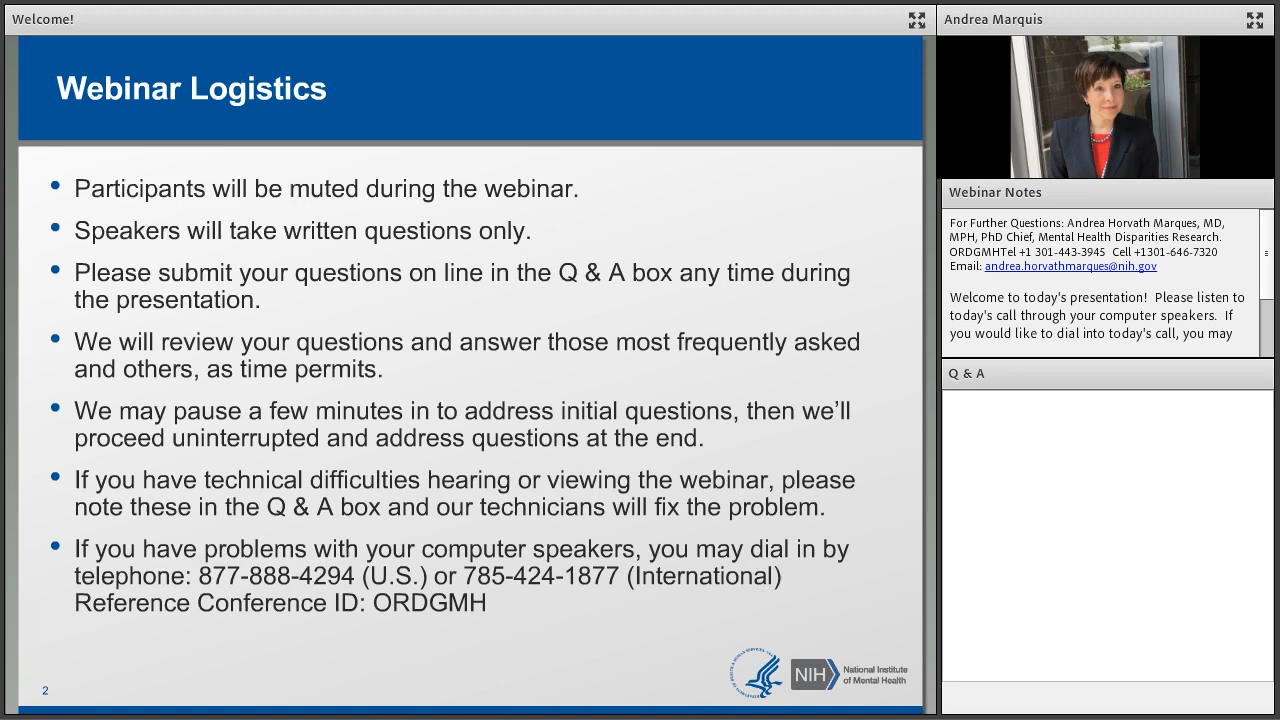 Welcome!
Webinar Logistics
• Participants will be muted during the webinar.
• Speakers will take written questions only.
• Please submit your questions on line in the Q & A box any time during
the presentation.
• We will review your questions and answer those most frequently asked
and others, as time permits.
• We may pause a few minutes in to address initial questions, then we'll
proceed uninterrupted and address questions at the end.
• If you have technical difficulties hearing or viewing the webinar, please
note these in the Q & A box and our technicians will fix the problem.
• If you have problems with your computer speakers, you may dial in by
telephone: 877-888-4294 (U.S.) or 785-424-1877 (International)
Reference Conference ID: ORDGMH
2
NIH
National Institute
of Mental Health
Andrea Marquis
Webinar Notes
For Further Questions: Andrea Horvath Marques, MD,
MPH, PhD Chief, Mental Health Disparities Research.
ORDGMHTel +1 301-443-3945 Cell +1301-646-7320
Email: andrea.horvathmarques@nih.gov
Welcome to today's presentation! Please listen to
today's call through your computer speakers. If
you would like to dial into today's call, you may
Q & A